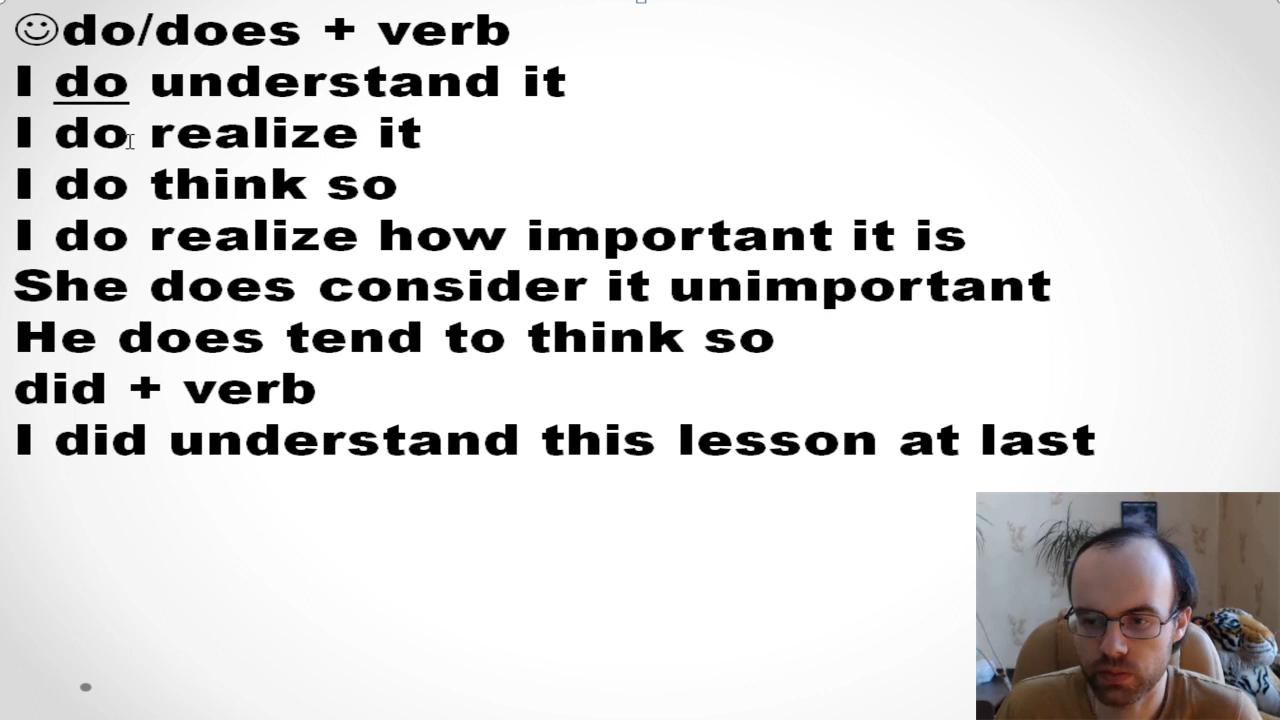 ☺do/does + verb
I do understand it
I do realize it
I do think so
I do realize how important it is
She does consider it unimportant
He does tend to think so
did + verb
I did understand this lesson at last